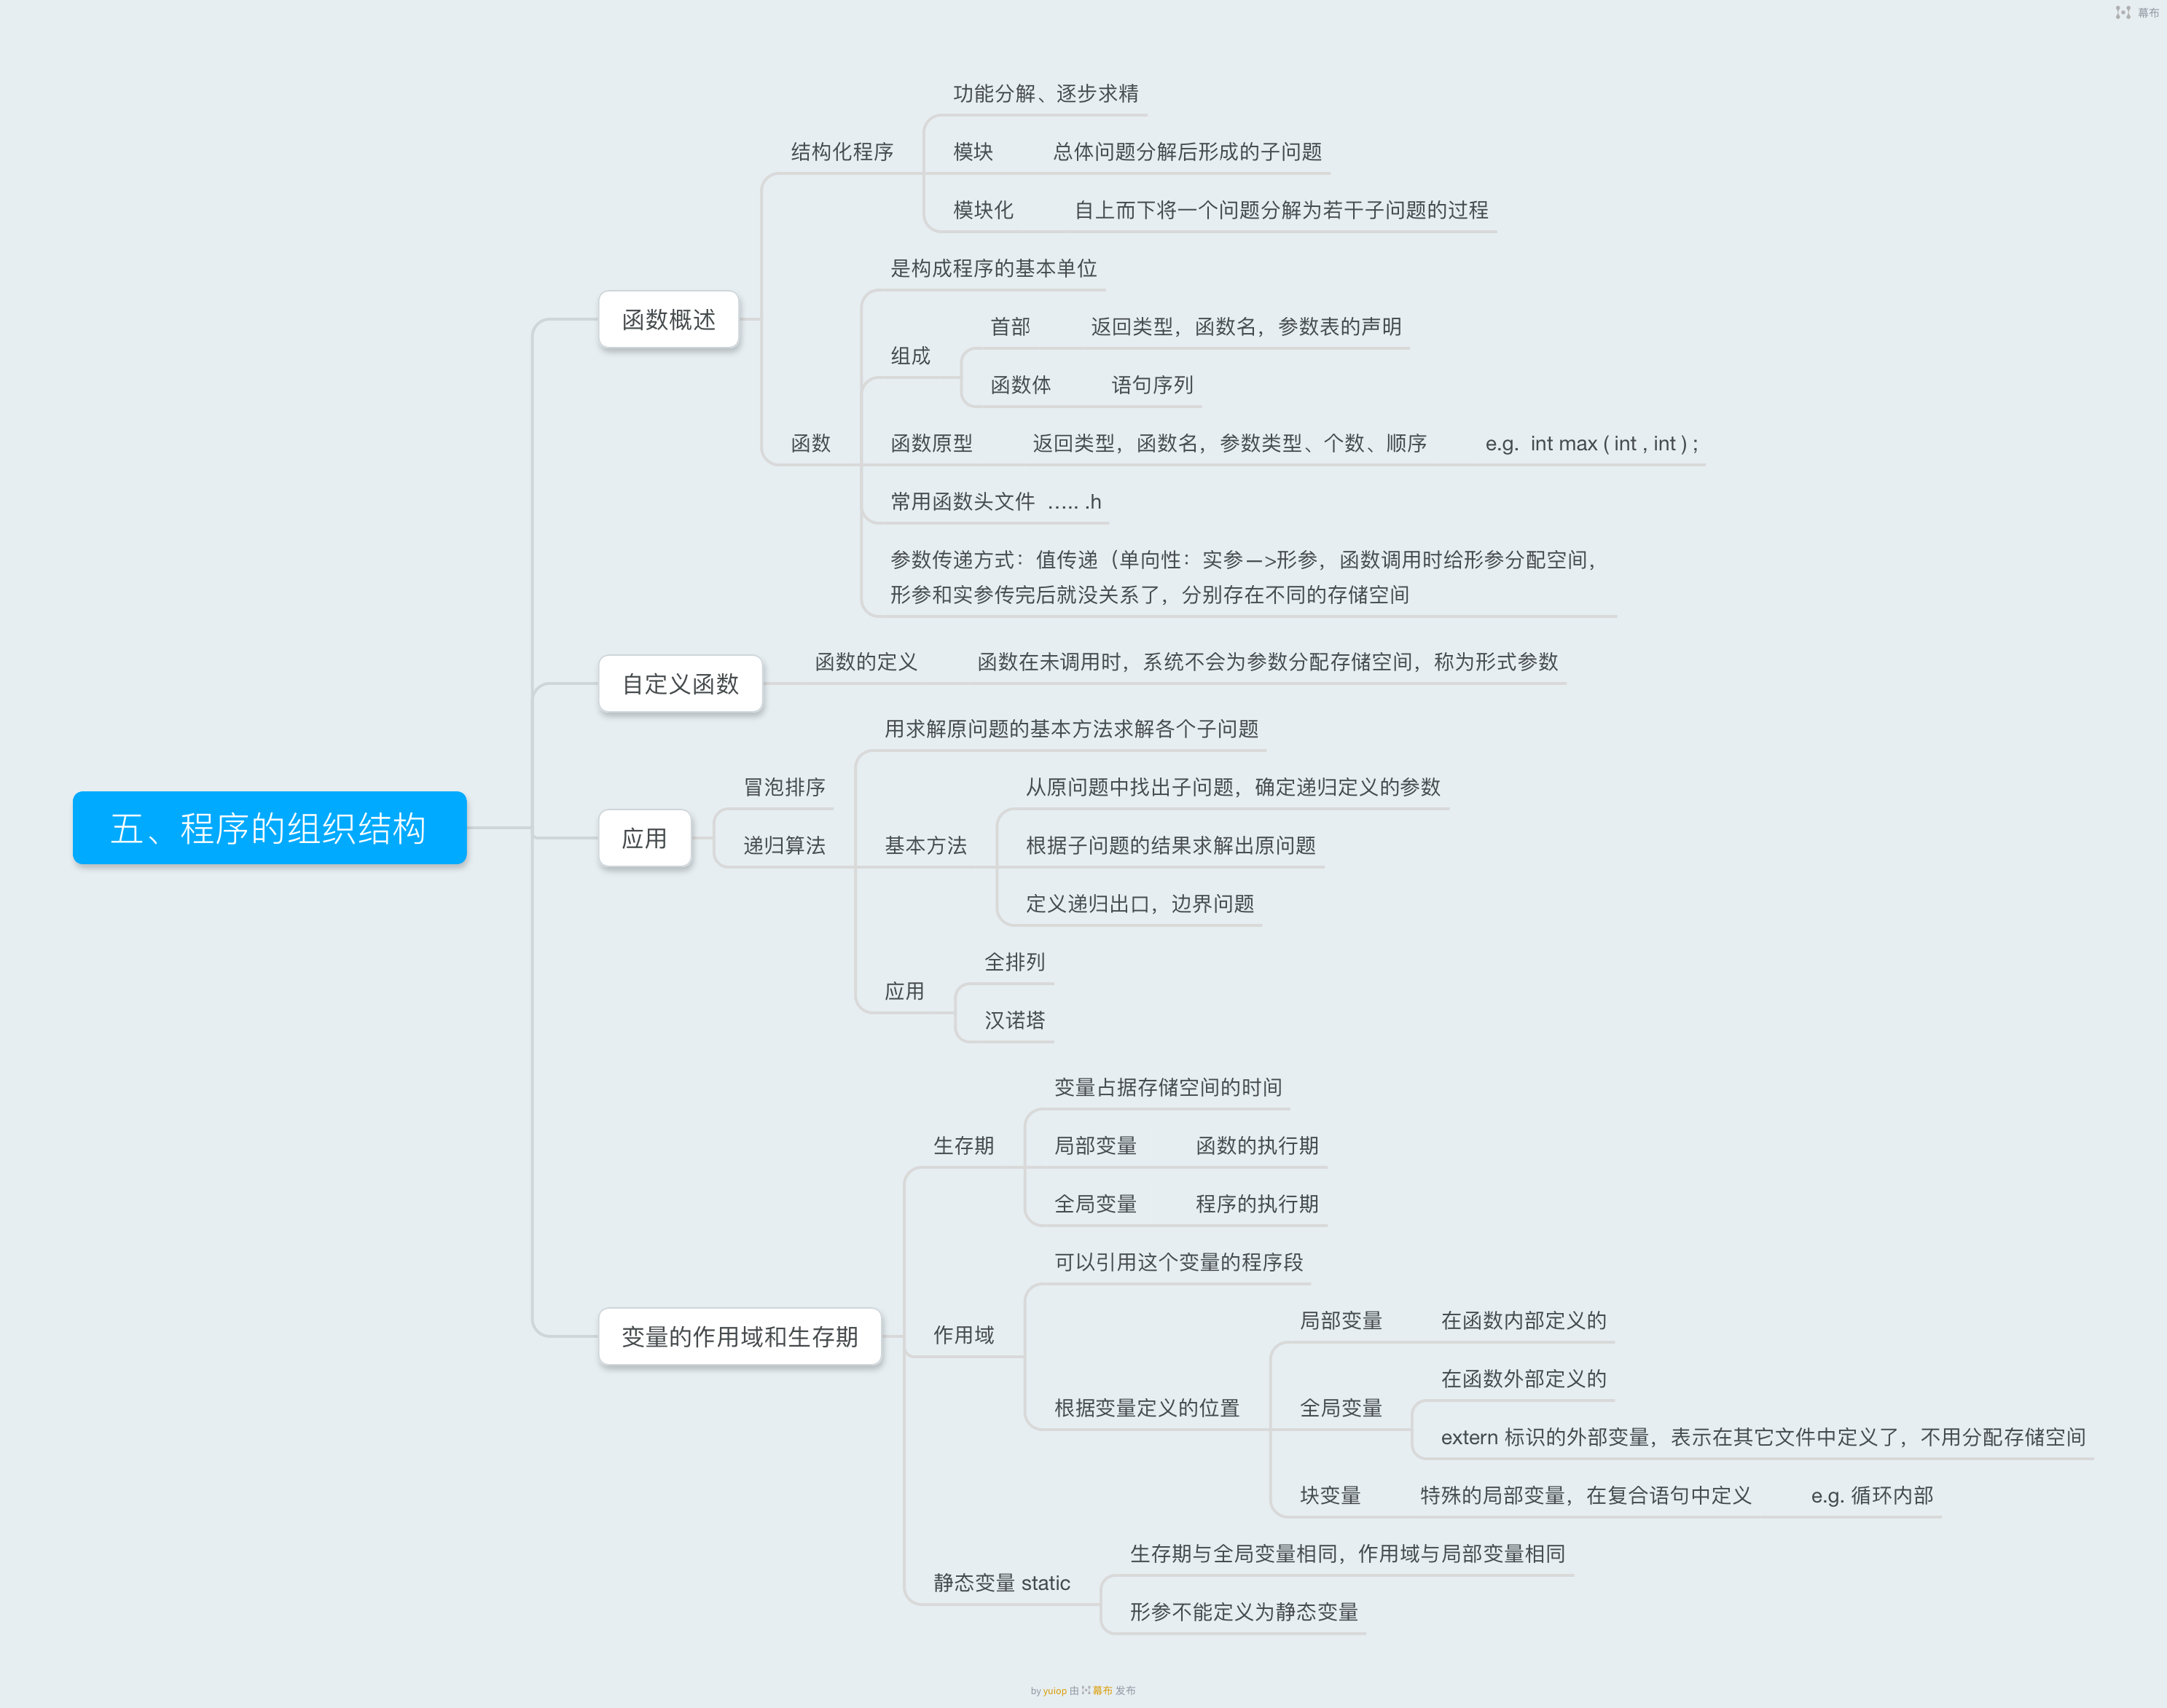 幕布
五、程序的组织结构
函数概述
结构化程序
功能分解、逐步求精
模块 总体问题分解后形成的子问题
模块化 自上而下将一个问题分解为若干子问题的过程
函数
是构成程序的基本单位
组成
首部 返回类型，函数名，参数表的声明
函数体 语句序列
函数原型 返回类型，函数名，参数类型、个数、顺序 e.g. int max ( int , int ) ;
常用函数头文件 ….. .h
参数传递方式：值传递（单向性：实参—>形参，函数调用时给形参分配空间，
形参和实参传完后就没关系了，分别存在不同的存储空间
自定义函数
函数的定义 函数在未调用时，系统不会为参数分配存储空间，称为形式参数
应用
冒泡排序
递归算法
用求解原问题的基本方法求解各个子问题
基本方法
从原问题中找出子问题，确定递归定义的参数
根据子问题的结果求解出原问题
定义递归出口，边界问题
应用
全排列
汉诺塔
变量的作用域和生存期
生存期
变量占据存储空间的时间
局部变量 函数的执行期
全局变量 程序的执行期
作用域
可以引用这个变量的程序段
根据变量定义的位置
局部变量 在函数内部定义的
全局变量
在函数外部定义的
extern 标识的外部变量，表示在其它文件中定义了，不用分配存储空间
块变量 特殊的局部变量，在复合语句中定义 e.g. 循环内部
静态变量 static
生存期与全局变量相同，作用域与局部变量相同
形参不能定义为静态变量
by yuiop 由 幕布 发布